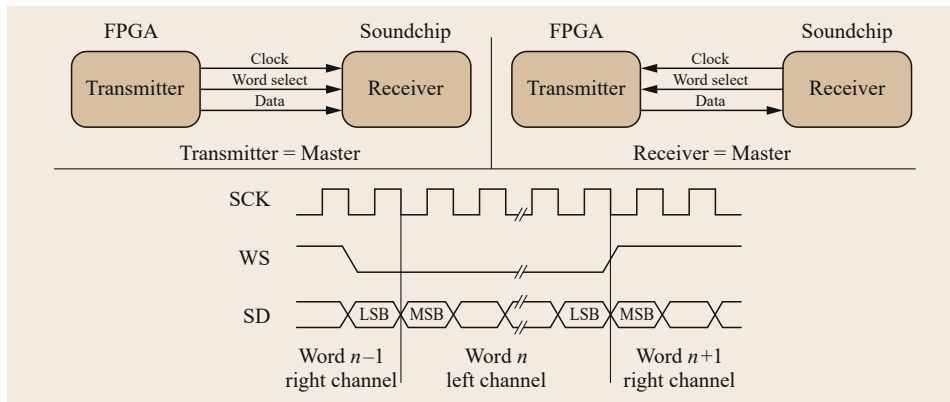 FPGA
Soundchip
Transmitter
Clock
Word select
Data
Receiver
Transmitter = Master
FPGA
Soundchip
Transmitter
Clock
Word select
Data
Receiver
Receiver = Master
SCK
WS
SD
LSB
MSB
LSB
MSB
Word n–1
right channel
Word n
left channel
Word n+1
right channel